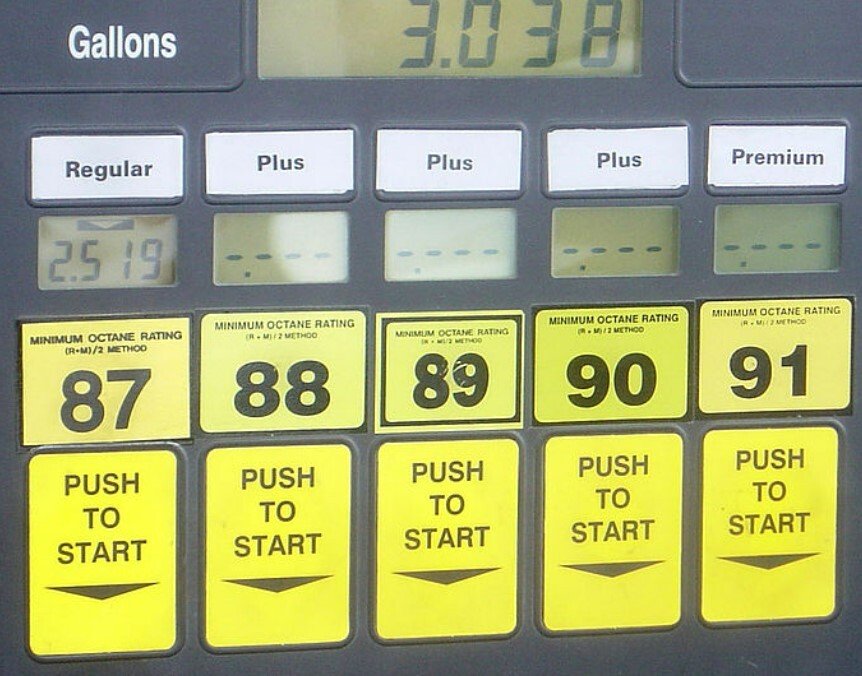 Gallons 3.038
Regular Plus Plus Plus Premium
2.519 -.--- -.--- -.--- -.---
MINIMUM OCTANE RATING MINIMUM OCTANE RATING MINIMUM OCTANE RATING MINIMUM OCTANE RATING MINIMUM OCTANE RATING
(R+M)/2 METHOD (R + M) / 2 METHOD (R + M)/2 METHOD (R + M) / 2 METHOD (R + M) / 2 METHOD
87 88 89 90 91
PUSH PUSH PUSH PUSH PUSH
TO TO TO TO TO
START START START START START